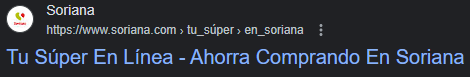 Soriana
https://www.soriana.com › tu_súper › en_soriana
Tu Súper En Línea - Ahorra Comprando En Soriana